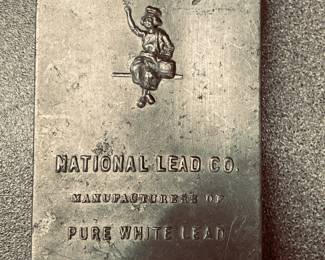 NATIONAL LEAD CO.
MANUFACTURERS OF
PURE WHITE LEAD